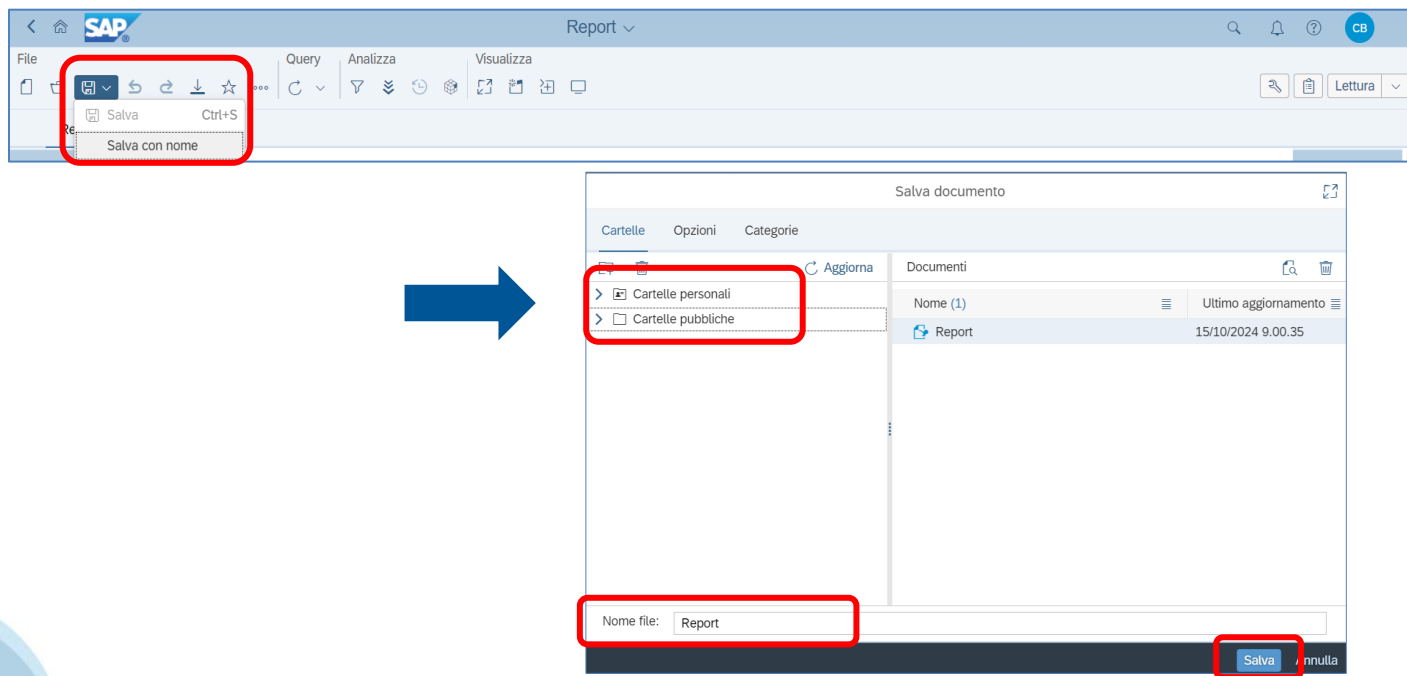 SAP
Report
CB
File
Query
Analizza
Visualizza
Lettura
Salva Ctrl+S
Re
Salva con nome
Salva documento
Cartelle Opzioni Categorie
Aggiorna
Documenti
Cartelle personali
Cartelle pubbliche
Nome (1) Ultimo aggiornamento
Report 15/10/2024 9.00.35
Nome file: Report
Salva Annulla